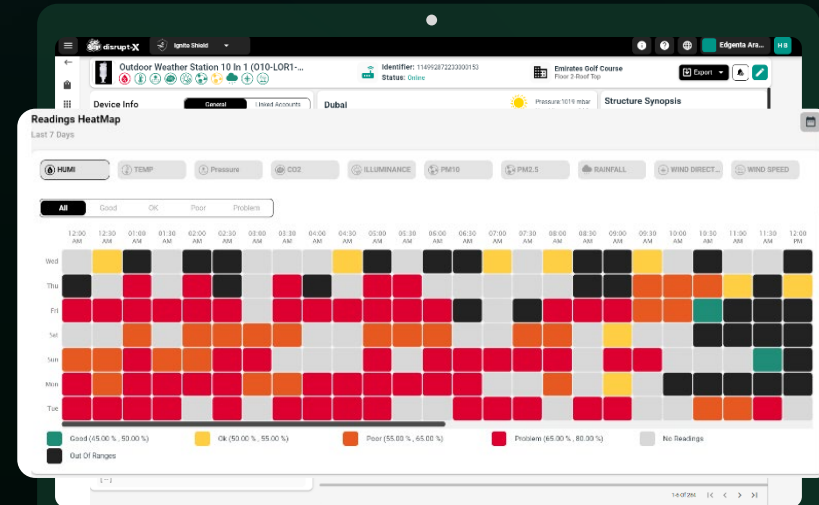 disrupt-X
Ignite Shield
Edgenta Ara...
HB
Outdoor Weather Station 10 In 1 (O10-LOR1-...
Identifier: 114992872233000153
Status: Online
Emirates Golf Course
Floor 2-Roof Top
Export
Device Info
General
Linked Accounts
Dubai
Pressure:1019 mbar
Structure Synopsis
Readings HeatMap
Last 7 Days
HUMI
TEMP
Pressure
CO2
ILLUMINANCE
PM10
PM2.5
RAINFALL
WIND DIRECT...
WIND SPEED
All
Good
OK
Poor
Problem
12:00 AM
12:30 AM
01:00 AM
01:30 AM
02:00 AM
02:30 AM
03:00 AM
03:30 AM
04:00 AM
04:30 AM
05:00 AM
05:30 AM
06:00 AM
06:30 AM
07:00 AM
07:30 AM
08:00 AM
08:30 AM
09:00 AM
09:30 AM
10:00 AM
10:30 AM
11:00 AM
11:30 AM
12:00 PM
Wed
Thu
Fri
Sat
Sun
Mon
Tue
Good (45.00 % , 50.00 %)
Ok (50.00 % , 55.00 %)
Poor (55.00 % , 65.00 %)
Problem (65.00 % , 80.00 %)
No Readings
Out Of Ranges